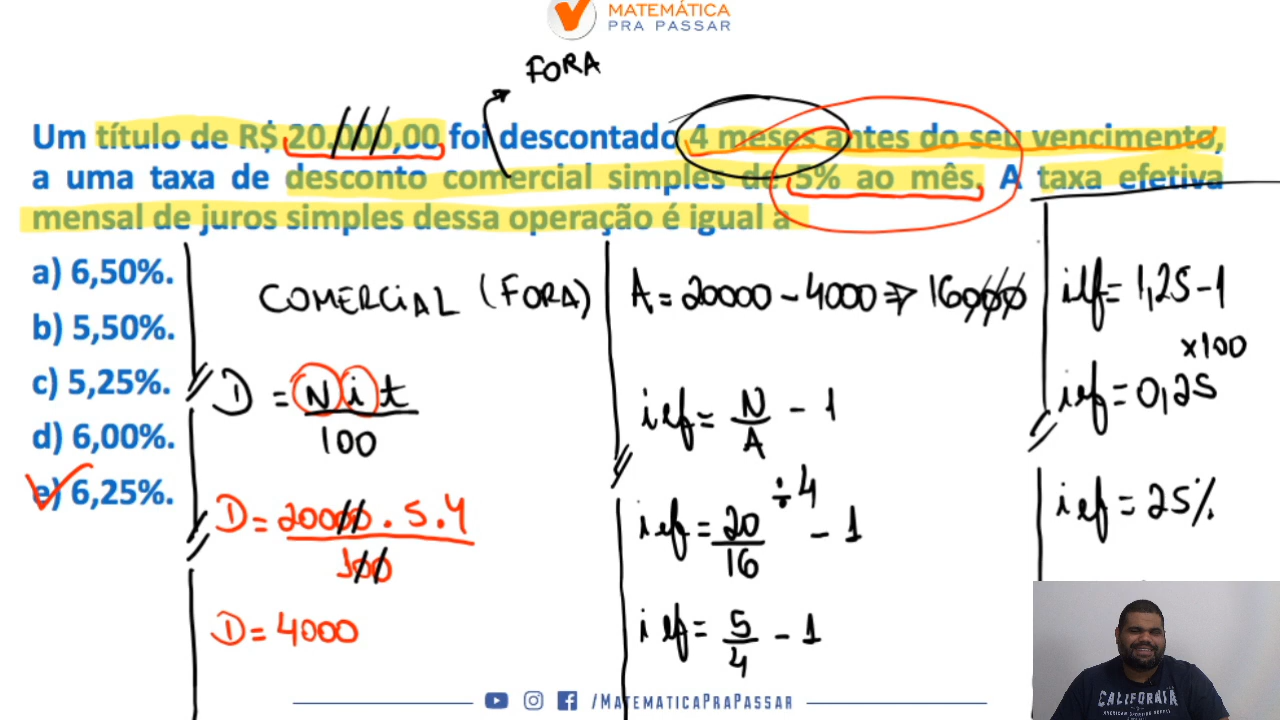 MATEMÁTICA
PRA PASSAR
FORA
Um título de R$ 20.000,00 foi descontado 4 meses antes do seu vencimento,
a uma taxa de desconto comercial simples de 5% ao mês. A taxa efetiva
mensal de juros simples dessa operação é igual a
a) 6,50%.
b) 5,50%.
c) 5,25%.
d) 6,00%.
e) 6,25%.
COMERCIAL (FORA)
D = Nit
100
D = 20000 . 5 . 4
100
D = 4000
A = 20000 - 4000 => 16000
ief = N - 1
A
÷4
ief = 20 - 1
16
ief = 5 - 1
4
ief = 1,25 - 1
x100
ief = 0,25
ief = 25%
CALIFORNIA
/MatematicaPraPassar